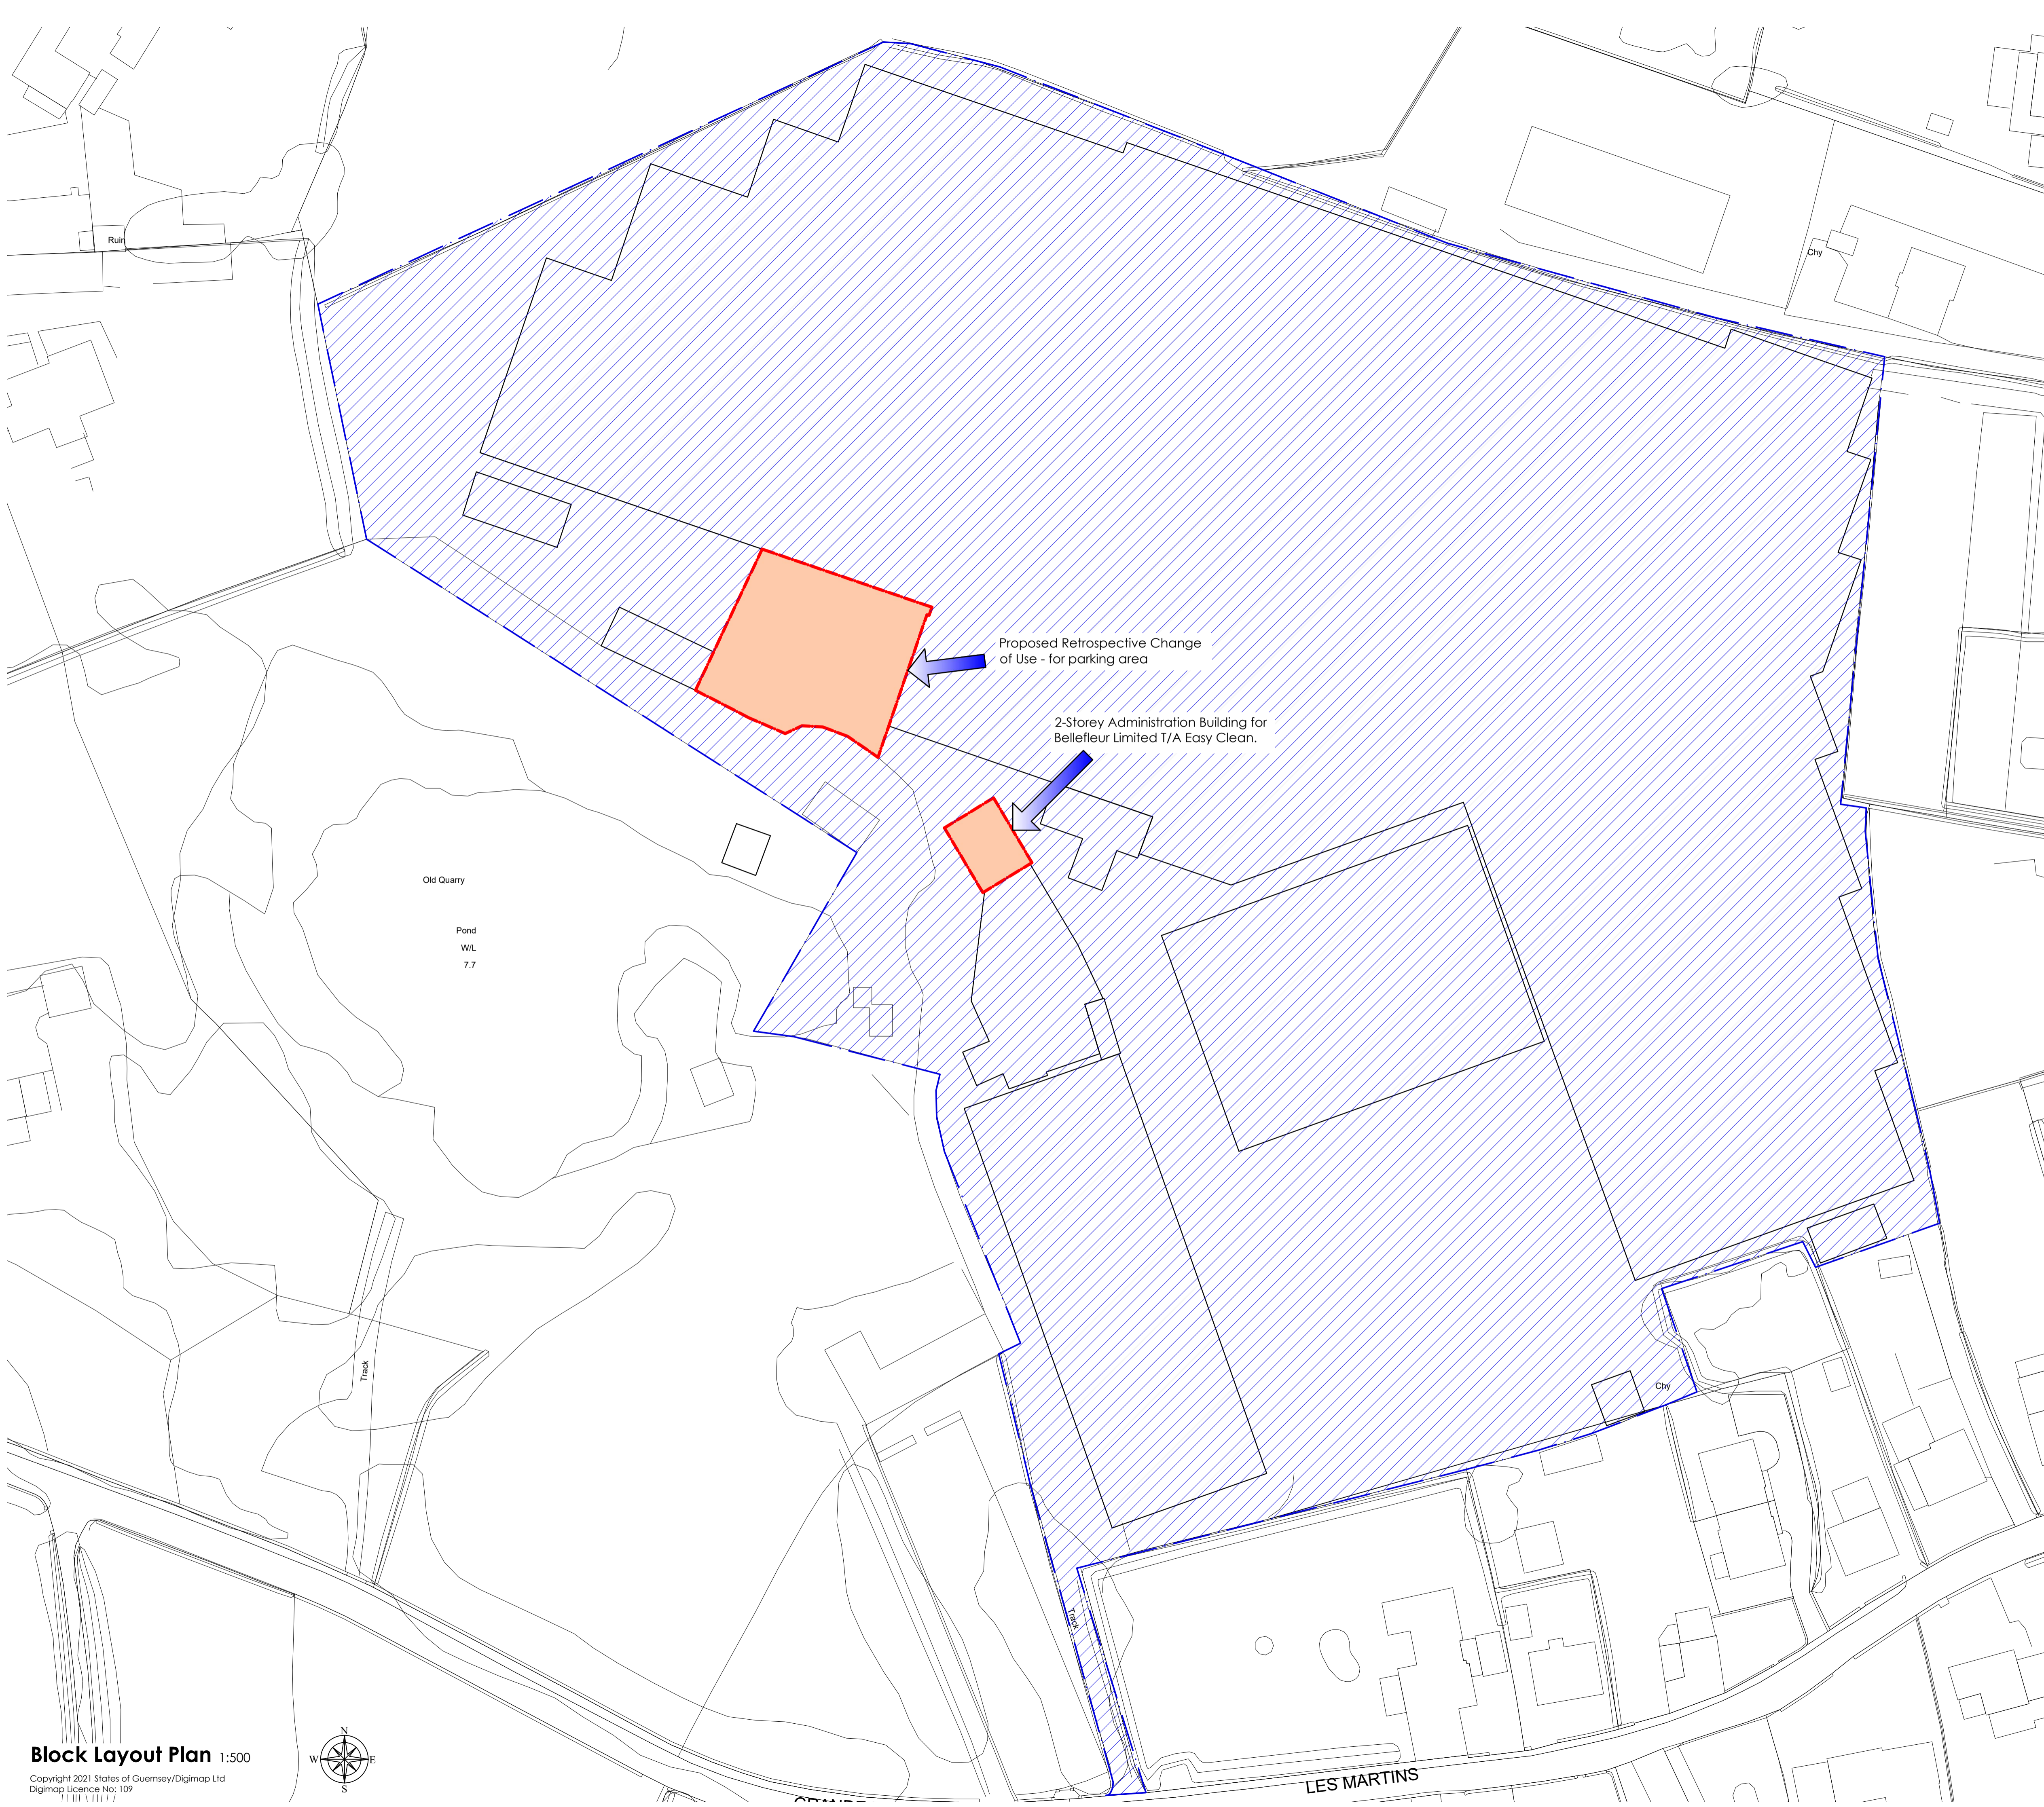 Ruin
Chy
Proposed Retrospective Change
of Use - for parking area
2-Storey Administration Building for
Bellefleur Limited T/A Easy Clean.
Old Quarry
Pond
W/L
7.7
Track
Chy
Track
Block Layout Plan 1:500
Copyright 2021 States of Guernsey/Digimap Ltd
Digimap Licence No: 109
N
W E
S
LES MARTINS